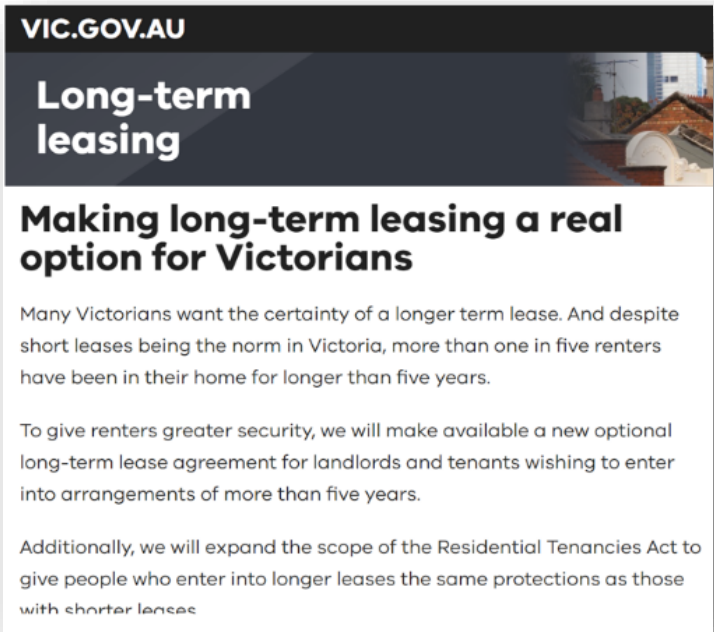 VIC.GOV.AU
Long-term
leasing
Making long-term leasing a real
option for Victorians
Many Victorians want the certainty of a longer term lease. And despite
short leases being the norm in Victoria, more than one in five renters
have been in their home for longer than five years.
To give renters greater security, we will make available a new optional
long-term lease agreement for landlords and tenants wishing to enter
into arrangements of more than five years.
Additionally, we will expand the scope of the Residential Tenancies Act to
give people who enter into longer leases the same protections as those
with shorter leases